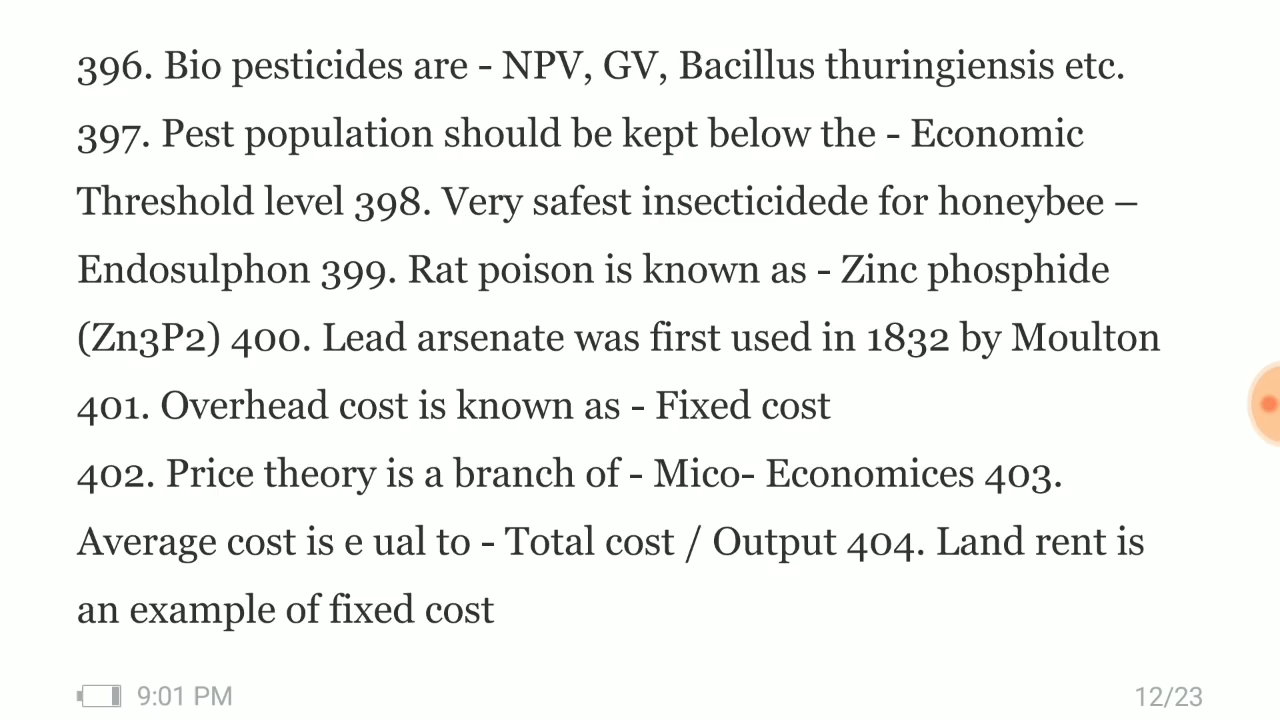 396. Bio pesticides are - NPV, GV, Bacillus thuringiensis etc.
397. Pest population should be kept below the - Economic
Threshold level 398. Very safest insecticidede for honeybee –
Endosulphon 399. Rat poison is known as - Zinc phosphide
(Zn3P2) 400. Lead arsenate was first used in 1832 by Moulton
401. Overhead cost is known as - Fixed cost
402. Price theory is a branch of - Mico- Economices 403.
Average cost is e ual to - Total cost / Output 404. Land rent is
an example of fixed cost
9:01 PM 12/23